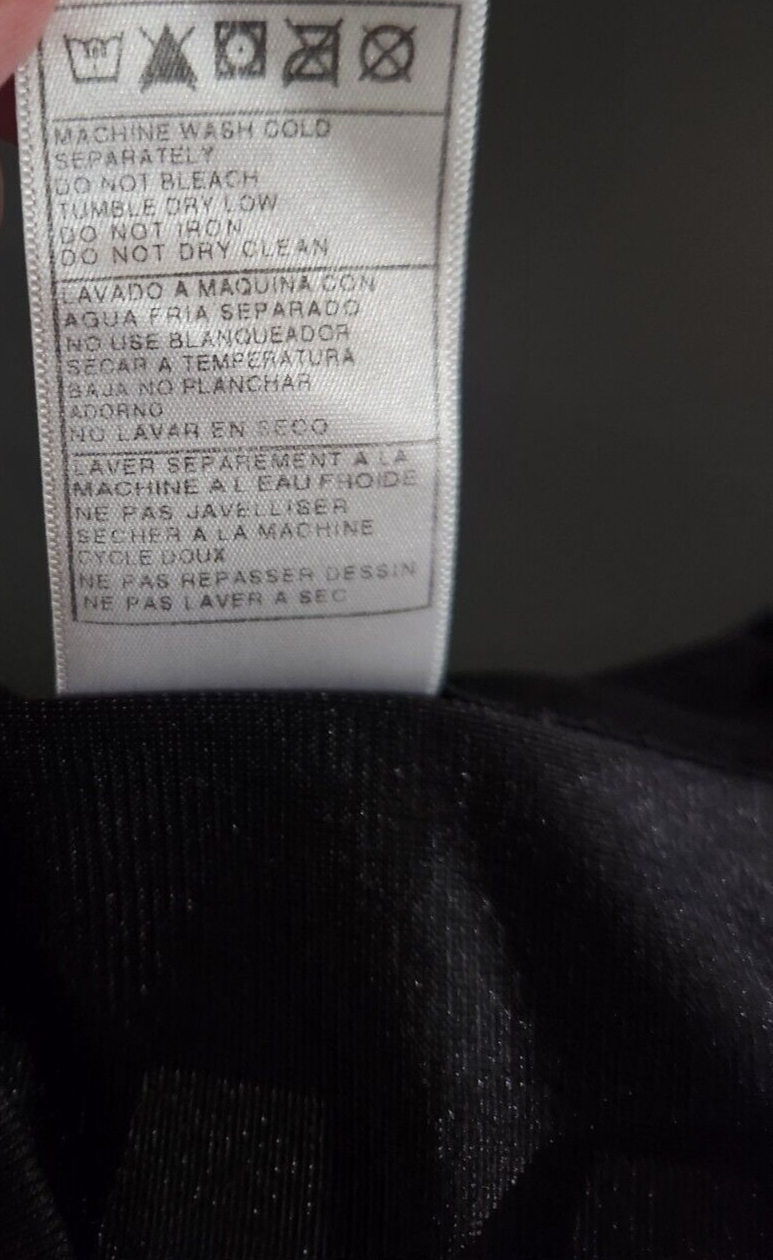 MACHINE WASH COLD
SEPARATELY
DO NOT BLEACH
TUMBLE DRY LOW
DO NOT IRON
DO NOT DRY CLEAN
LAVADO A MAQUINA CON
AGUA FRIA SEPARADO
NO USE BLANQUEADOR
SECAR A TEMPERATURA
BAJA NO PLANCHAR
ADORNO
NO LAVAR EN SECO
LAVER SEPAREMENT A LA
MACHINE A L EAU FROIDE
NE PAS JAVELLISER
SECHER A LA MACHINE
CYCLE DOUX
NE PAS REPASSER DESSIN
NE PAS LAVER A SEC